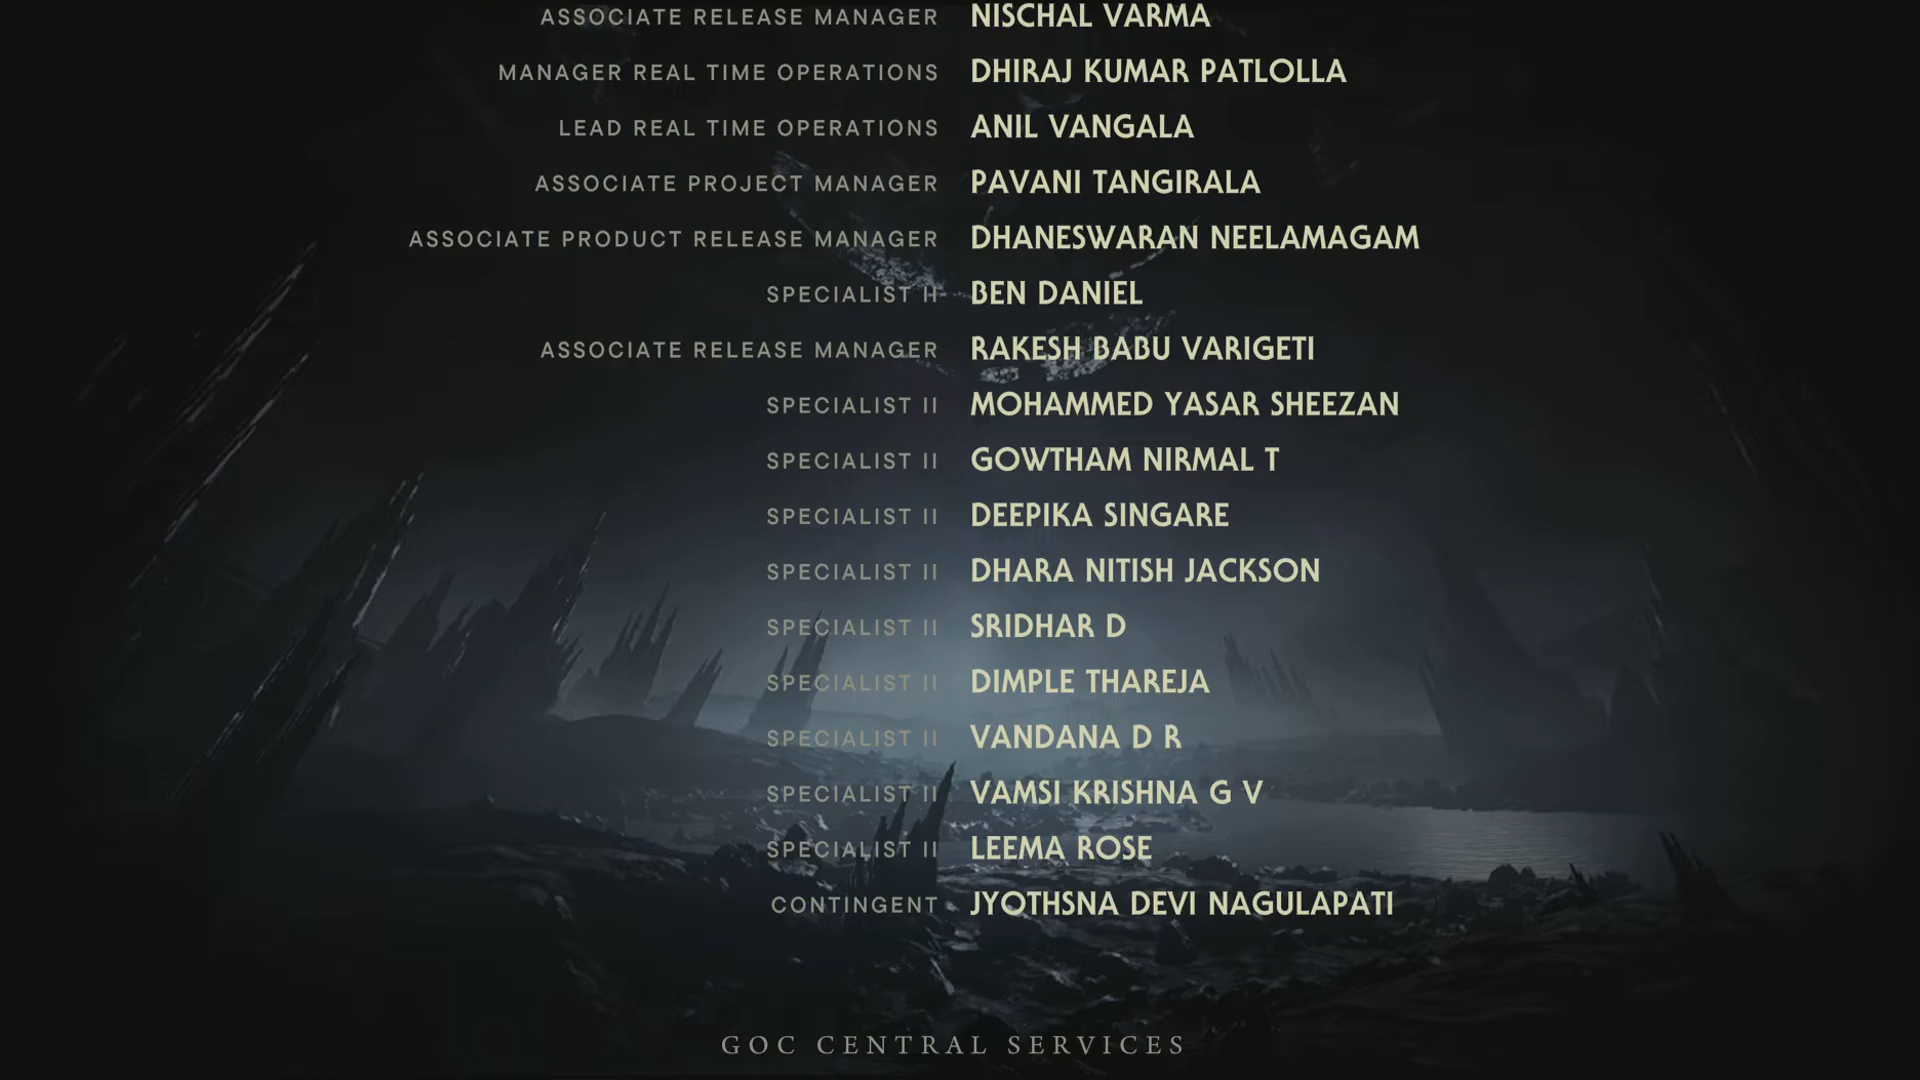 ASSOCIATE RELEASE MANAGER NISCHAL VARMA
MANAGER REAL TIME OPERATIONS DHIRAJ KUMAR PATLOLLA
LEAD REAL TIME OPERATIONS ANIL VANGALA
ASSOCIATE PROJECT MANAGER PAVANI TANGIRALA
ASSOCIATE PRODUCT RELEASE MANAGER DHANESWARAN NEELAMAGAM
SPECIALIST II BEN DANIEL
ASSOCIATE RELEASE MANAGER RAKESH BABU VARIGETI
SPECIALIST II MOHAMMED YASAR SHEEZAN
SPECIALIST II GOWTHAM NIRMAL T
SPECIALIST II DEEPIKA SINGARE
SPECIALIST II DHARA NITISH JACKSON
SPECIALIST II SRIDHAR D
SPECIALIST II DIMPLE THAREJA
SPECIALIST II VANDANA D R
SPECIALIST II VAMSI KRISHNA G V
SPECIALIST II LEEMA ROSE
CONTINGENT JYOTHSNA DEVI NAGULAPATI
GOC CENTRAL SERVICES